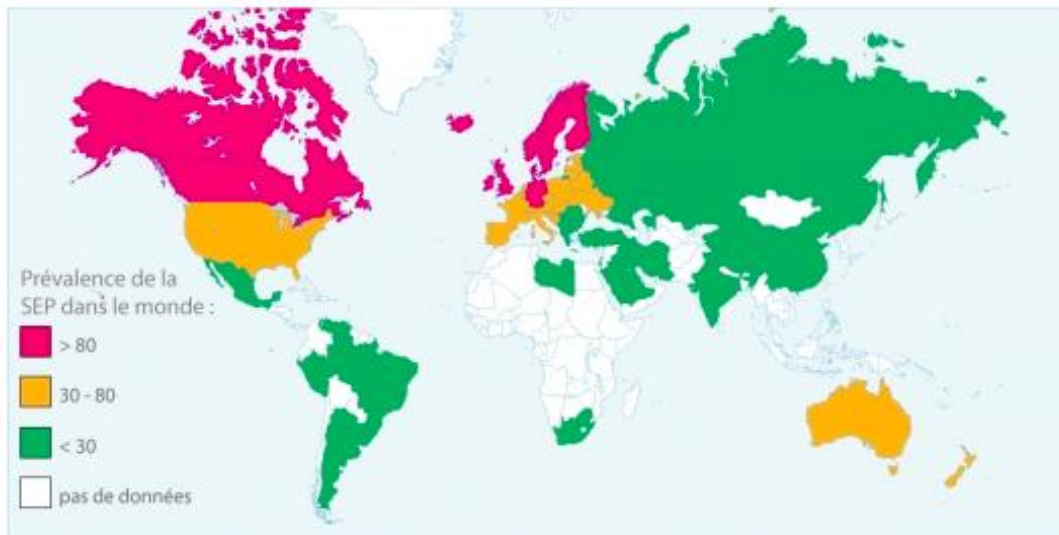 Prévalence de la
SEP dans le monde :
> 80
30 - 80
< 30
pas de données